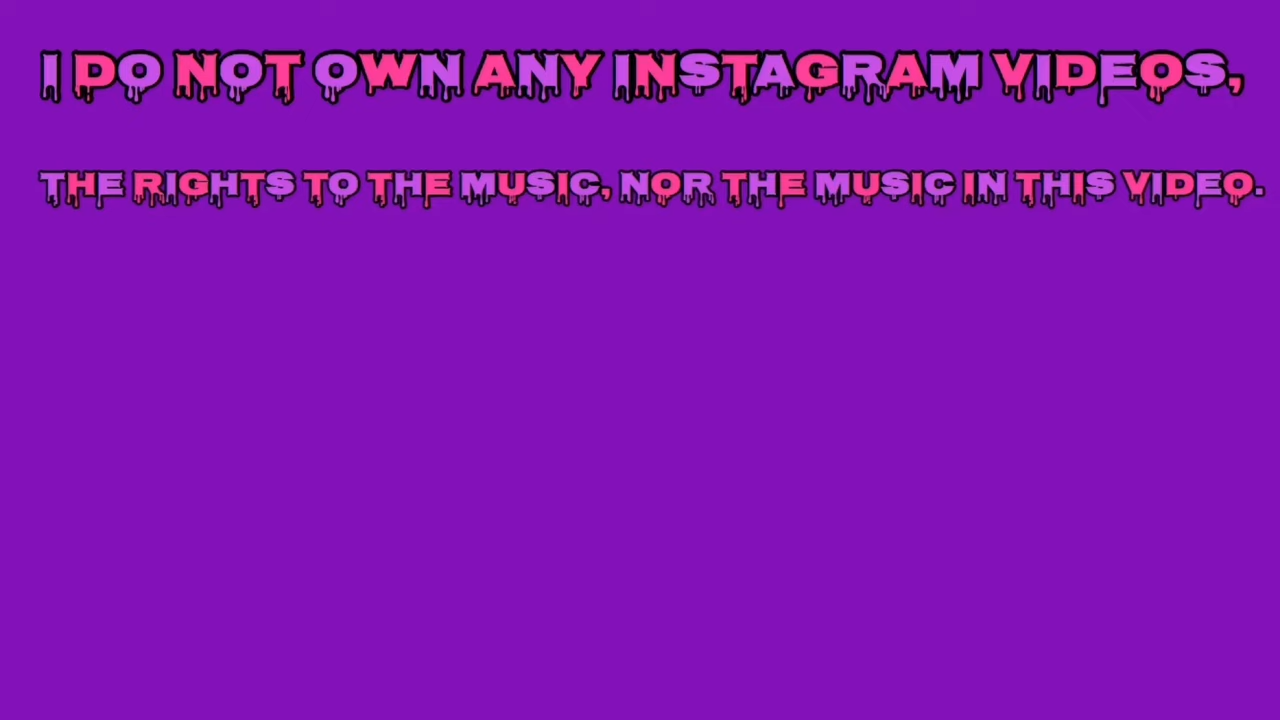 I DO NOT OWN ANY INSTAGRAM VIDEOS,
THE RIGHTS TO THE MUSIC, NOR THE MUSIC IN THIS VIDEO.